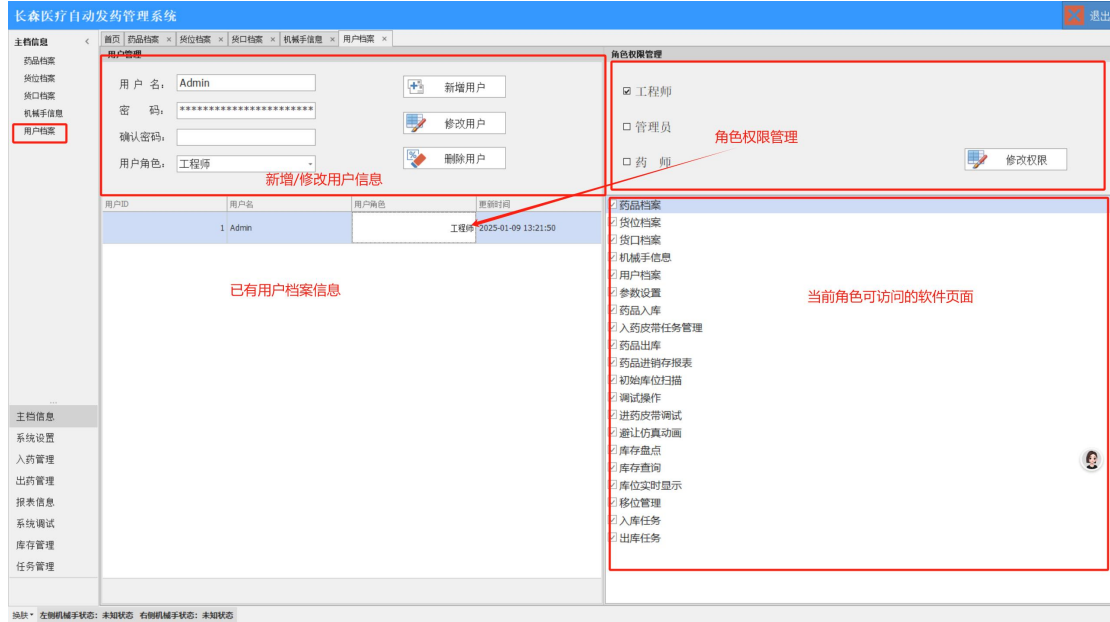 长森医疗自动发药管理系统
退出
主档信息
药品档案
货位档案
货口档案
机械手信息
用户档案
首页 药品档案 × 货位档案 × 货口档案 × 机械手信息 × 用户档案 ×
用户管理
用 户 名: Admin
密 码: ************************
确认密码:
用户角色: 工程师
新增用户
修改用户
删除用户
新增/修改用户信息
角色权限管理
工程师
管理员
药 师
角色权限管理
修改权限
用户ID 用户名 用户角色 更新时间
1 Admin 工程师 2025-01-09 13:21:50
已有用户档案信息
药品档案
货位档案
货口档案
机械手信息
用户档案
参数设置
药品入库
入药皮带任务管理
药品出库
药品进销存报表
初始库位扫描
调试操作
进药皮带调试
避让仿真动画
库存盘点
库存查询
库位实时显示
移位管理
入库任务
出库任务
当前角色可访问的软件页面
主档信息
系统设置
入药管理
出药管理
报表信息
系统调试
库存管理
任务管理
换肤 左侧机械手状态: 未知状态 右侧机械手状态: 未知状态